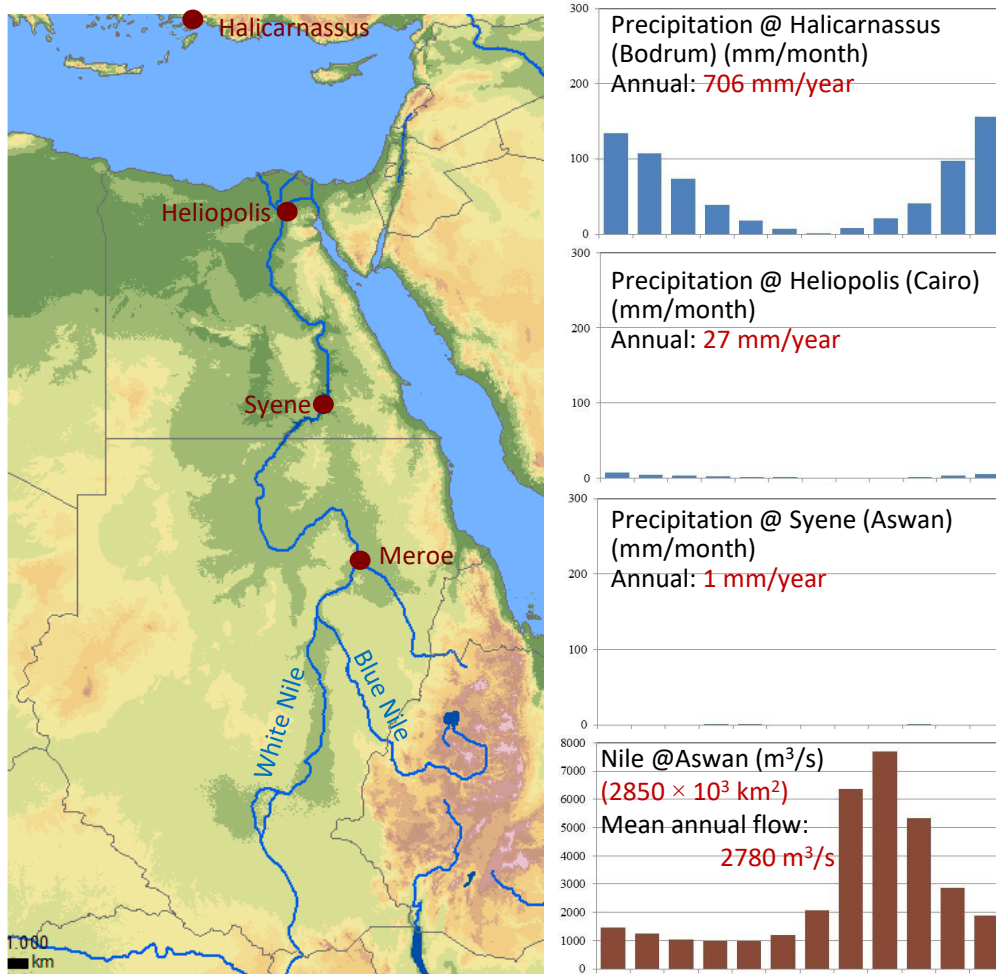 Halicarnassus
Heliopolis
Syene
Meroe
White Nile
Blue Nile
1.000
km
300
200
100
0
Precipitation @ Halicarnassus
(Bodrum) (mm/month)
Annual: 706 mm/year
300
200
100
0
Precipitation @ Heliopolis (Cairo)
(mm/month)
Annual: 27 mm/year
300
200
100
0
Precipitation @ Syene (Aswan)
(mm/month)
Annual: 1 mm/year
8000
7000
6000
5000
4000
3000
2000
1000
0
Nile @Aswan (m³/s)
(2850 × 10³ km²)
Mean annual flow:
2780 m³/s